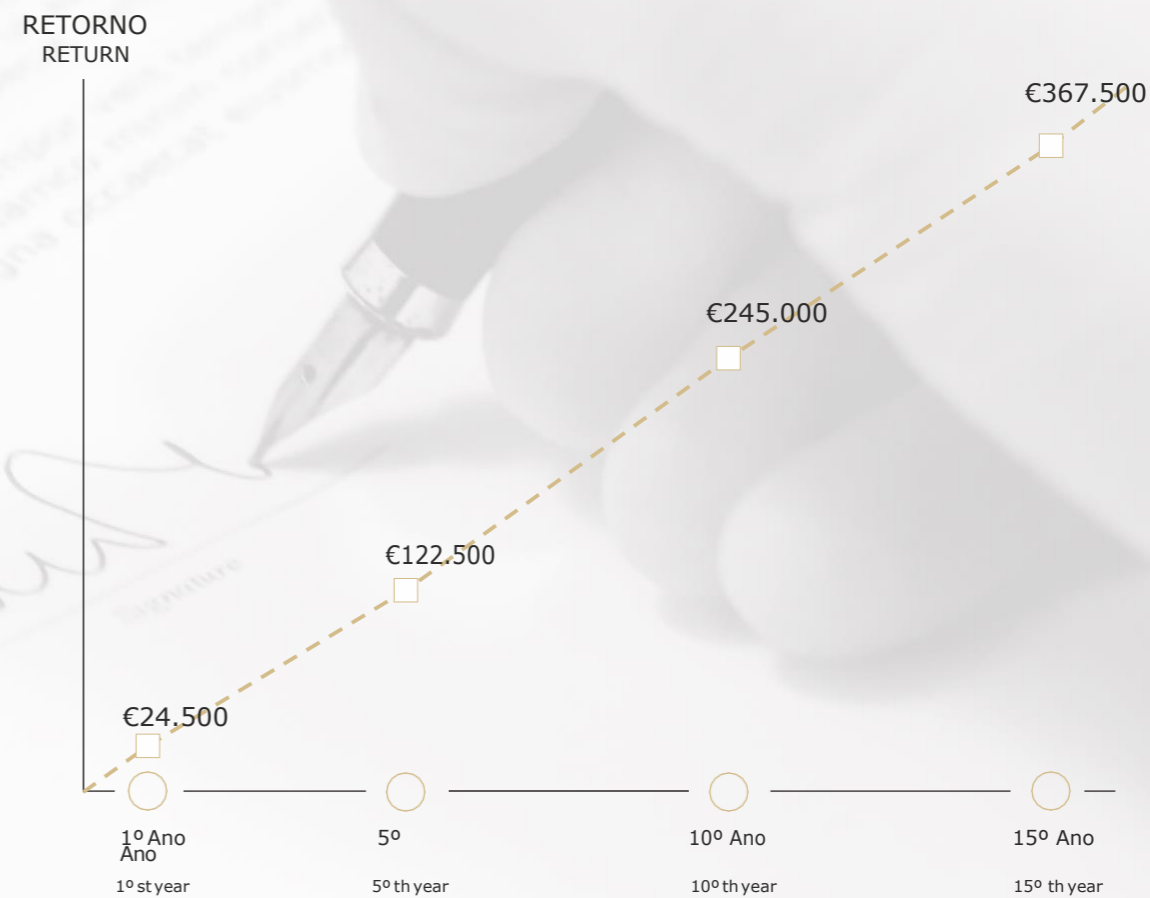 RETORNO
RETURN
€367.500
€245.000
€122.500
€24.500
1º Ano
Ano
5º
10º Ano
15º Ano
1º st year
5º th year
10º th year
15º th year
Signature